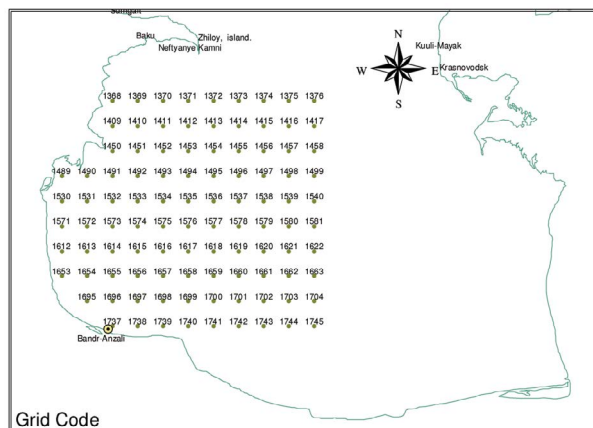 Sumgait
Baku
Zhiloy, island.
Neftyanye Kamni
N
W E
S
Kuuli-Mayak
Krasnovodsk
1368 1369 1370 1371 1372 1373 1374 1375 1376
1409 1410 1411 1412 1413 1414 1415 1416 1417
1450 1451 1452 1453 1454 1455 1456 1457 1458
1489 1490 1491 1492 1493 1494 1495 1496 1497 1498 1499
1530 1531 1532 1533 1534 1535 1536 1537 1538 1539 1540
1571 1572 1573 1574 1575 1576 1577 1578 1579 1580 1581
1612 1613 1614 1615 1616 1617 1618 1619 1620 1621 1622
1653 1654 1655 1656 1657 1658 1659 1660 1661 1662 1663
1695 1696 1697 1698 1699 1700 1701 1702 1703 1704
1737 1738 1739 1740 1741 1742 1743 1744 1745
Bandr-Anzali
Grid Code